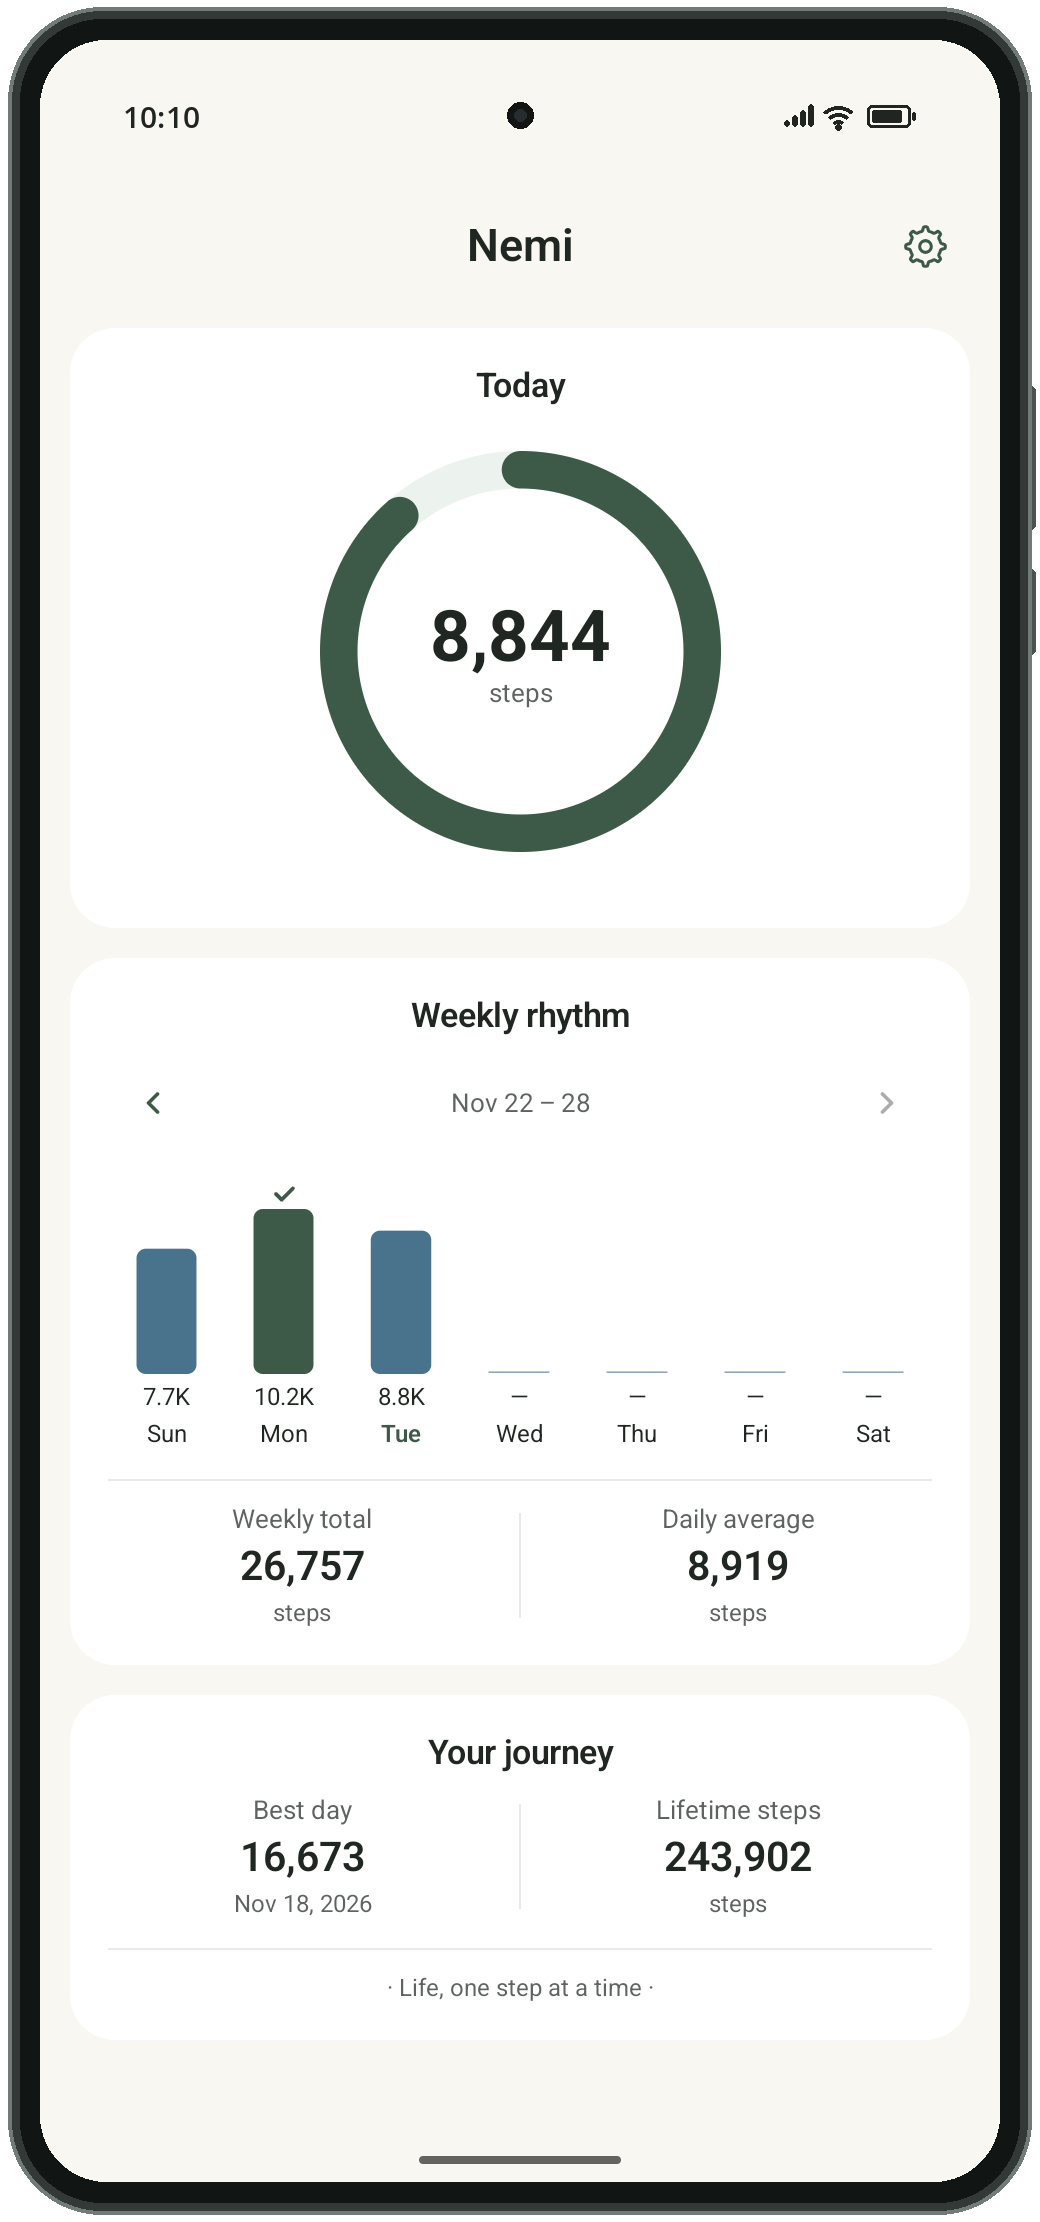 10:10
Nemi
Today
8,844
steps
Weekly rhythm
Nov 22 – 28
7.7K 10.2K 8.8K – – – –
Sun Mon Tue Wed Thu Fri Sat
Weekly total Daily average
26,757 8,919
steps steps
Your journey
Best day Lifetime steps
16,673 243,902
Nov 18, 2026 steps
· Life, one step at a time ·